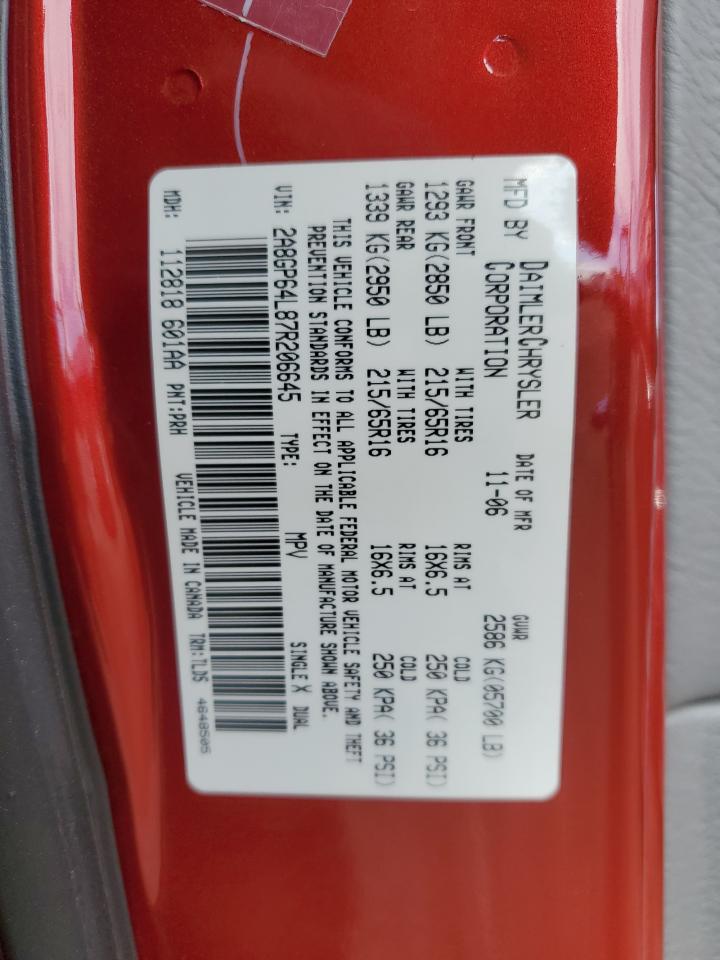 MFD BY DAIMLERCHRYSLER CORPORATION DATE OF MFR 11-06 GVWR 2586 KG(05700 LB)
GAWR FRONT WITH TIRES RIMS AT COLD
1293 KG(2850 LB) 215/65R16 16X6.5 250 KPA( 36 PSI)
GAWR REAR WITH TIRES RIMS AT COLD
1339 KG(2950 LB) 215/65R16 16X6.5 250 KPA( 36 PSI)
THIS VEHICLE CONFORMS TO ALL APPLICABLE FEDERAL MOTOR VEHICLE SAFETY AND THEFT
PREVENTION STANDARDS IN EFFECT ON THE DATE OF MANUFACTURE SHOWN ABOVE.
VIN: 2A8GP64L87R206645 TYPE: MPV SINGLE X DUAL
MDH: 112818 601AA PNT:PRH VEHICLE MADE IN CANADA TRM:TLDS 4648505